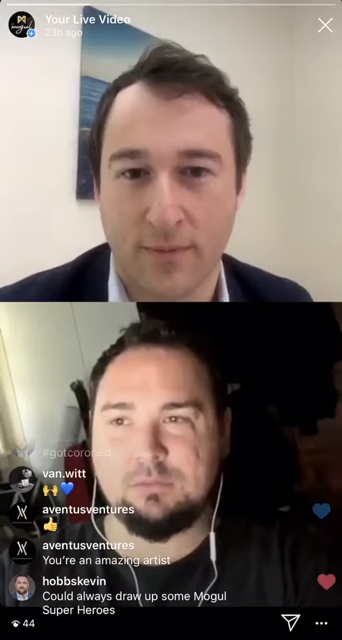 Your Live Video
23h ago
#gotcoroned
van.witt
🙌💙
aventusventures
👍
aventusventures
You're an amazing artist
hobbskevin
Could always draw up some Mogul
Super Heroes
44